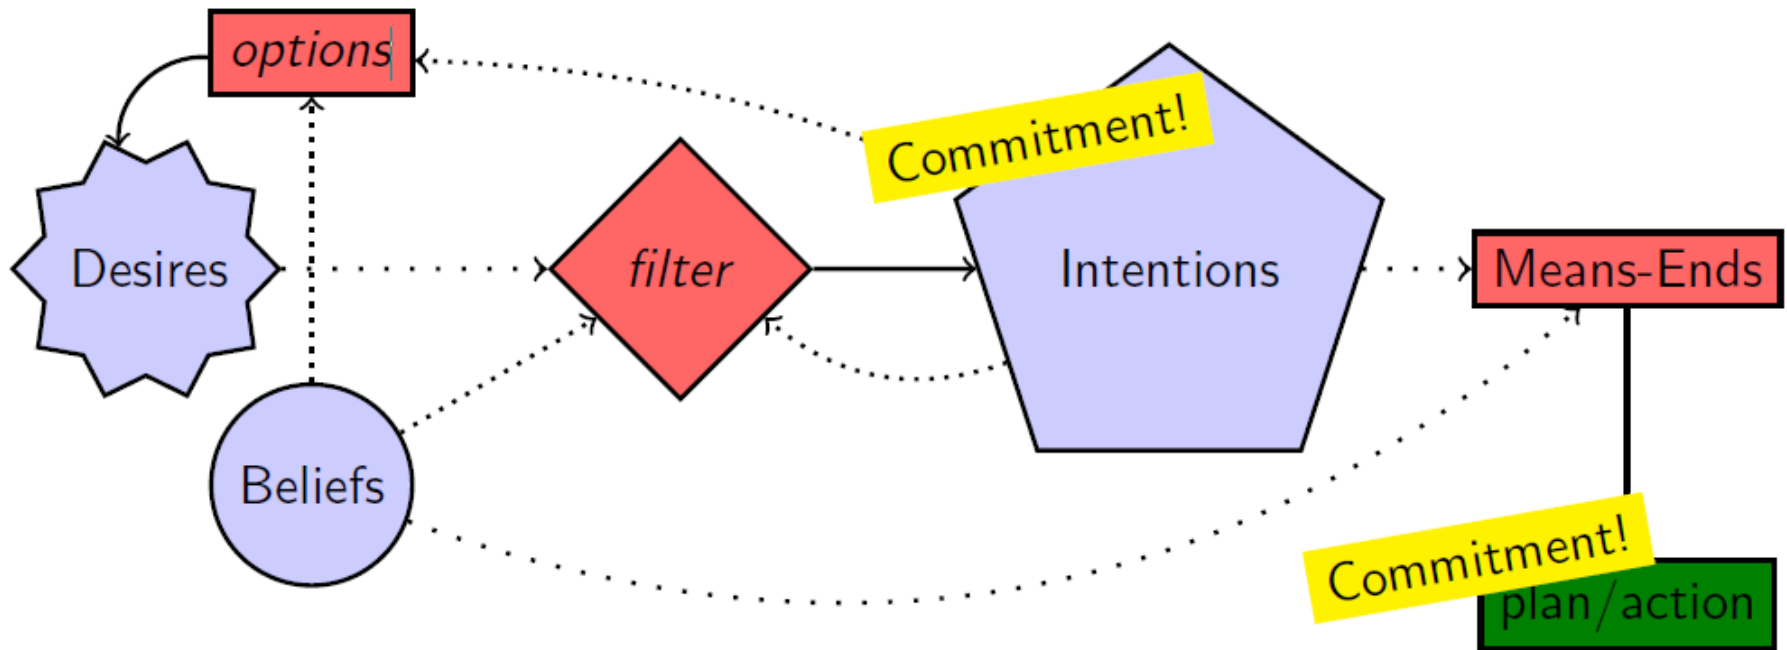 options
Commitment!
Desires
filter
Intentions
Means-Ends
Beliefs
Commitment!
plan/action